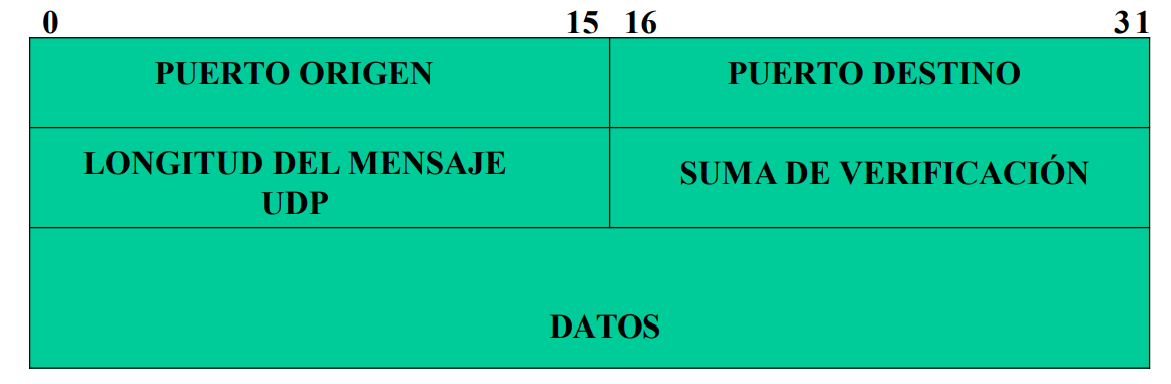 0 15 16 31
PUERTO ORIGEN PUERTO DESTINO
LONGITUD DEL MENSAJE
UDP
SUMA DE VERIFICACIÓN
DATOS